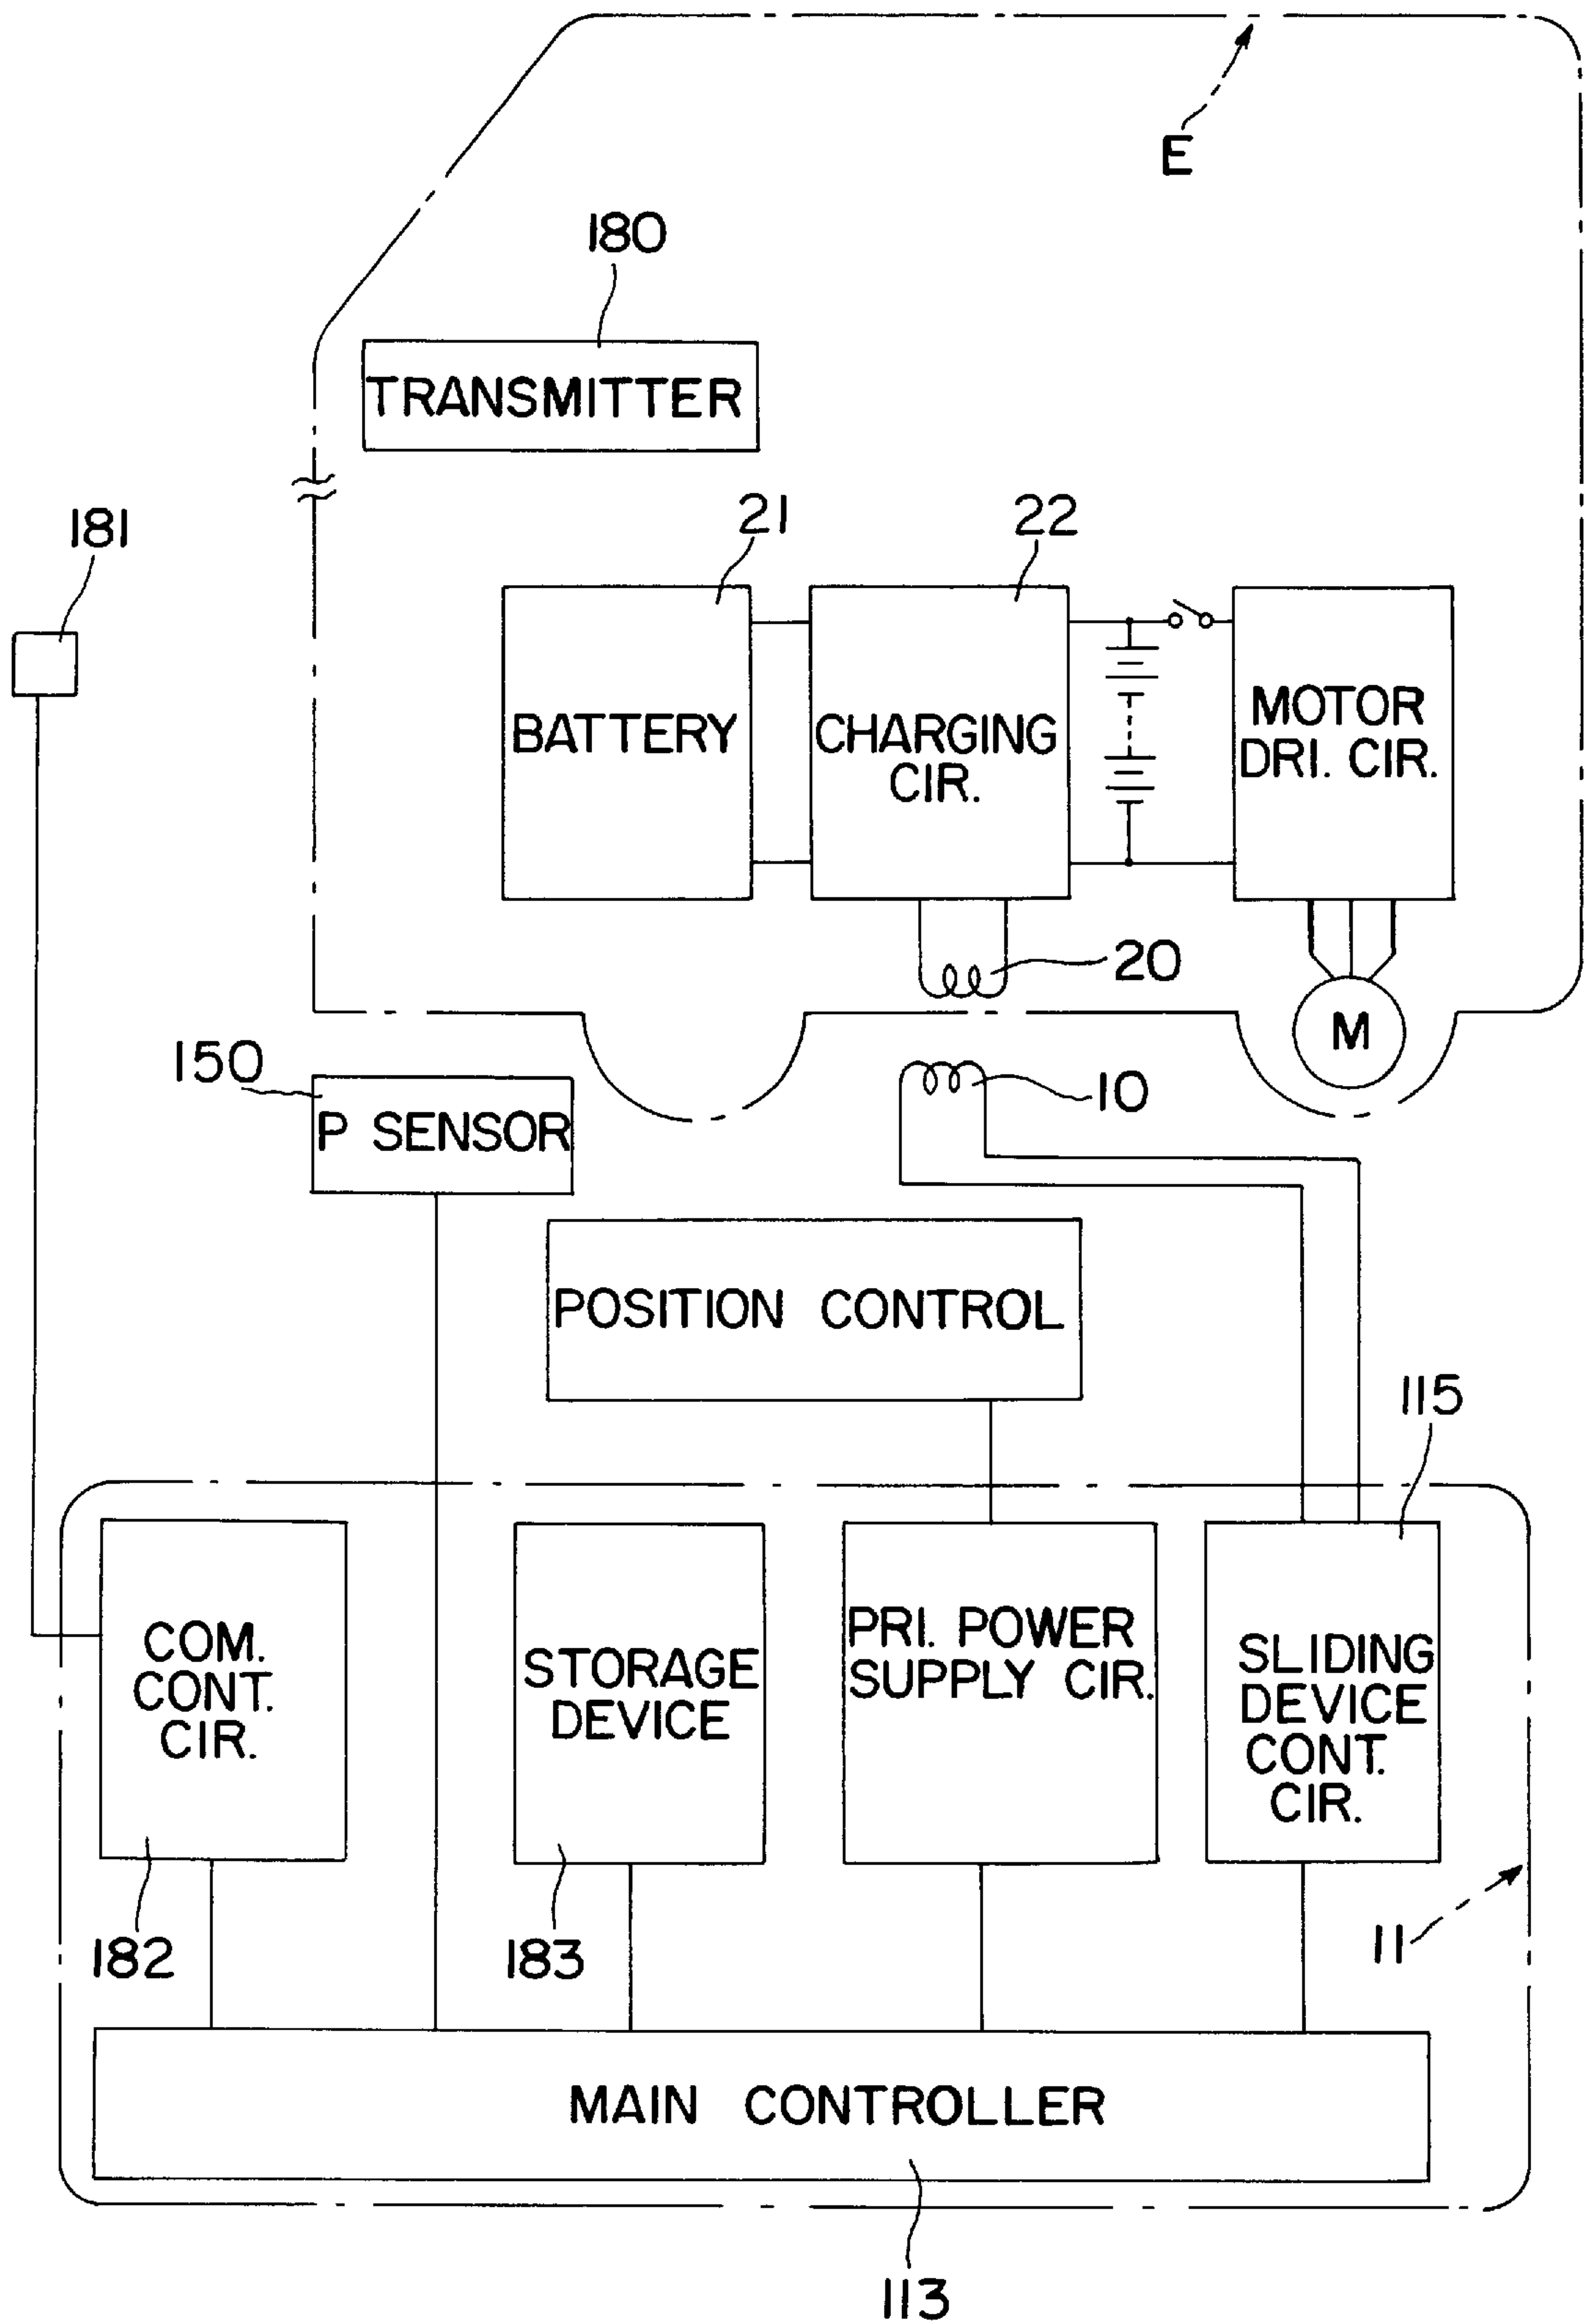 E
180
TRANSMITTER
181
21
22
BATTERY
CHARGING
CIR.
MOTOR
DRI. CIR.
20
M
150
P SENSOR
10
POSITION CONTROL
115
COM.
CONT.
CIR.
STORAGE
DEVICE
PRI. POWER
SUPPLY CIR.
SLIDING
DEVICE
CONT.
CIR.
182
183
11
MAIN CONTROLLER
113